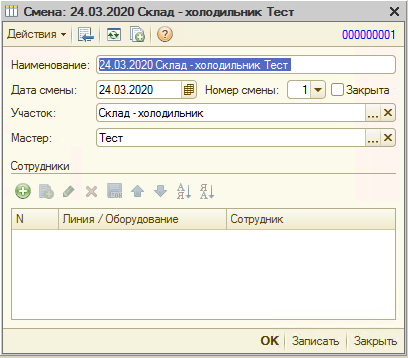 Смена: 24.03.2020 Склад - холодильник Тест
Действия 000000001
Наименование: 24.03.2020 Склад - холодильник Тест
Дата смены: 24.03.2020 Номер смены: 1 Закрыта
Участок: Склад - холодильник ...
Мастер: Тест ...
Сотрудники
А Я Я А
N Линия / Оборудование Сотрудник
OK Записать Закрыть